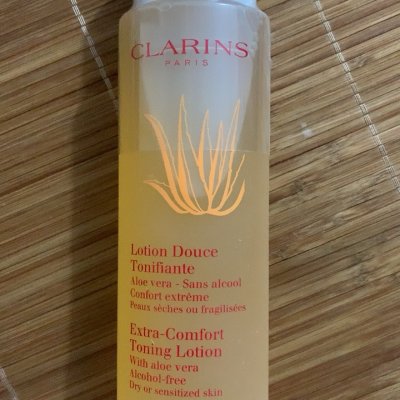 CLARINS
PARIS
Lotion Douce
Tonifiante
Aloe vera - Sans alcool
Confort extrême
Peaux sèches ou fragilisées
Extra-Comfort
Toning Lotion
With aloe vera
Alcohol-free
Dry or sensitized skin